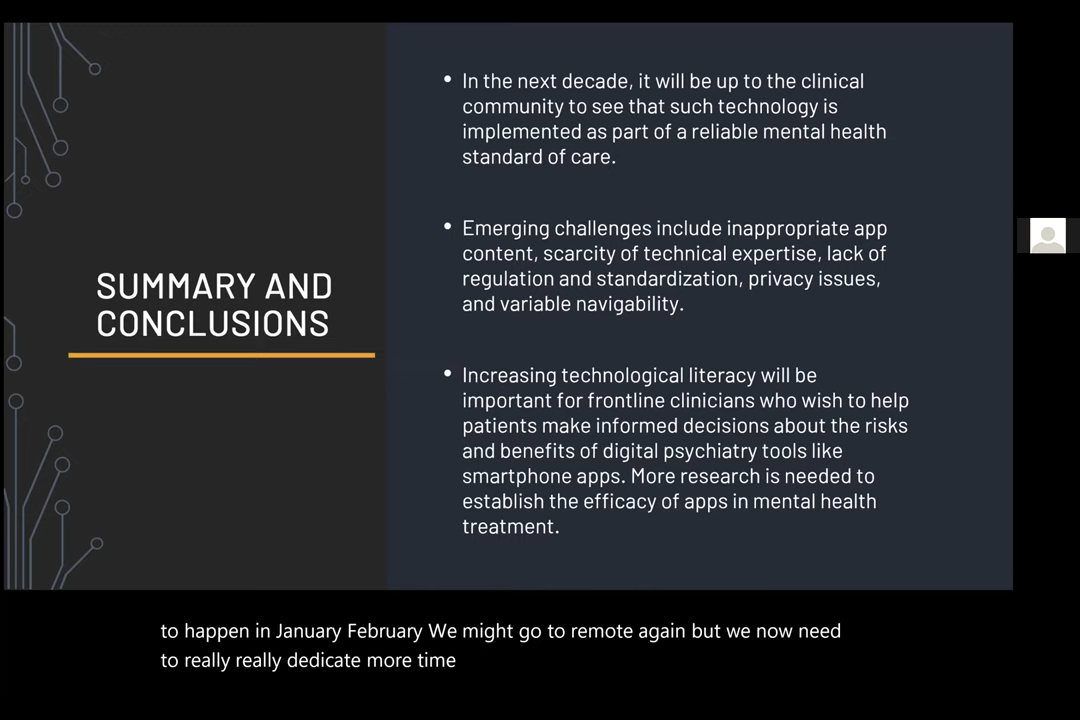 SUMMARY AND
CONCLUSIONS
• In the next decade, it will be up to the clinical
community to see that such technology is
implemented as part of a reliable mental health
standard of care.
• Emerging challenges include inappropriate app
content, scarcity of technical expertise, lack of
regulation and standardization, privacy issues,
and variable navigability.
• Increasing technological literacy will be
important for frontline clinicians who wish to help
patients make informed decisions about the risks
and benefits of digital psychiatry tools like
smartphone apps. More research is needed to
establish the efficacy of apps in mental health
treatment.
to happen in January February We might go to remote again but we now need
to really really dedicate more time